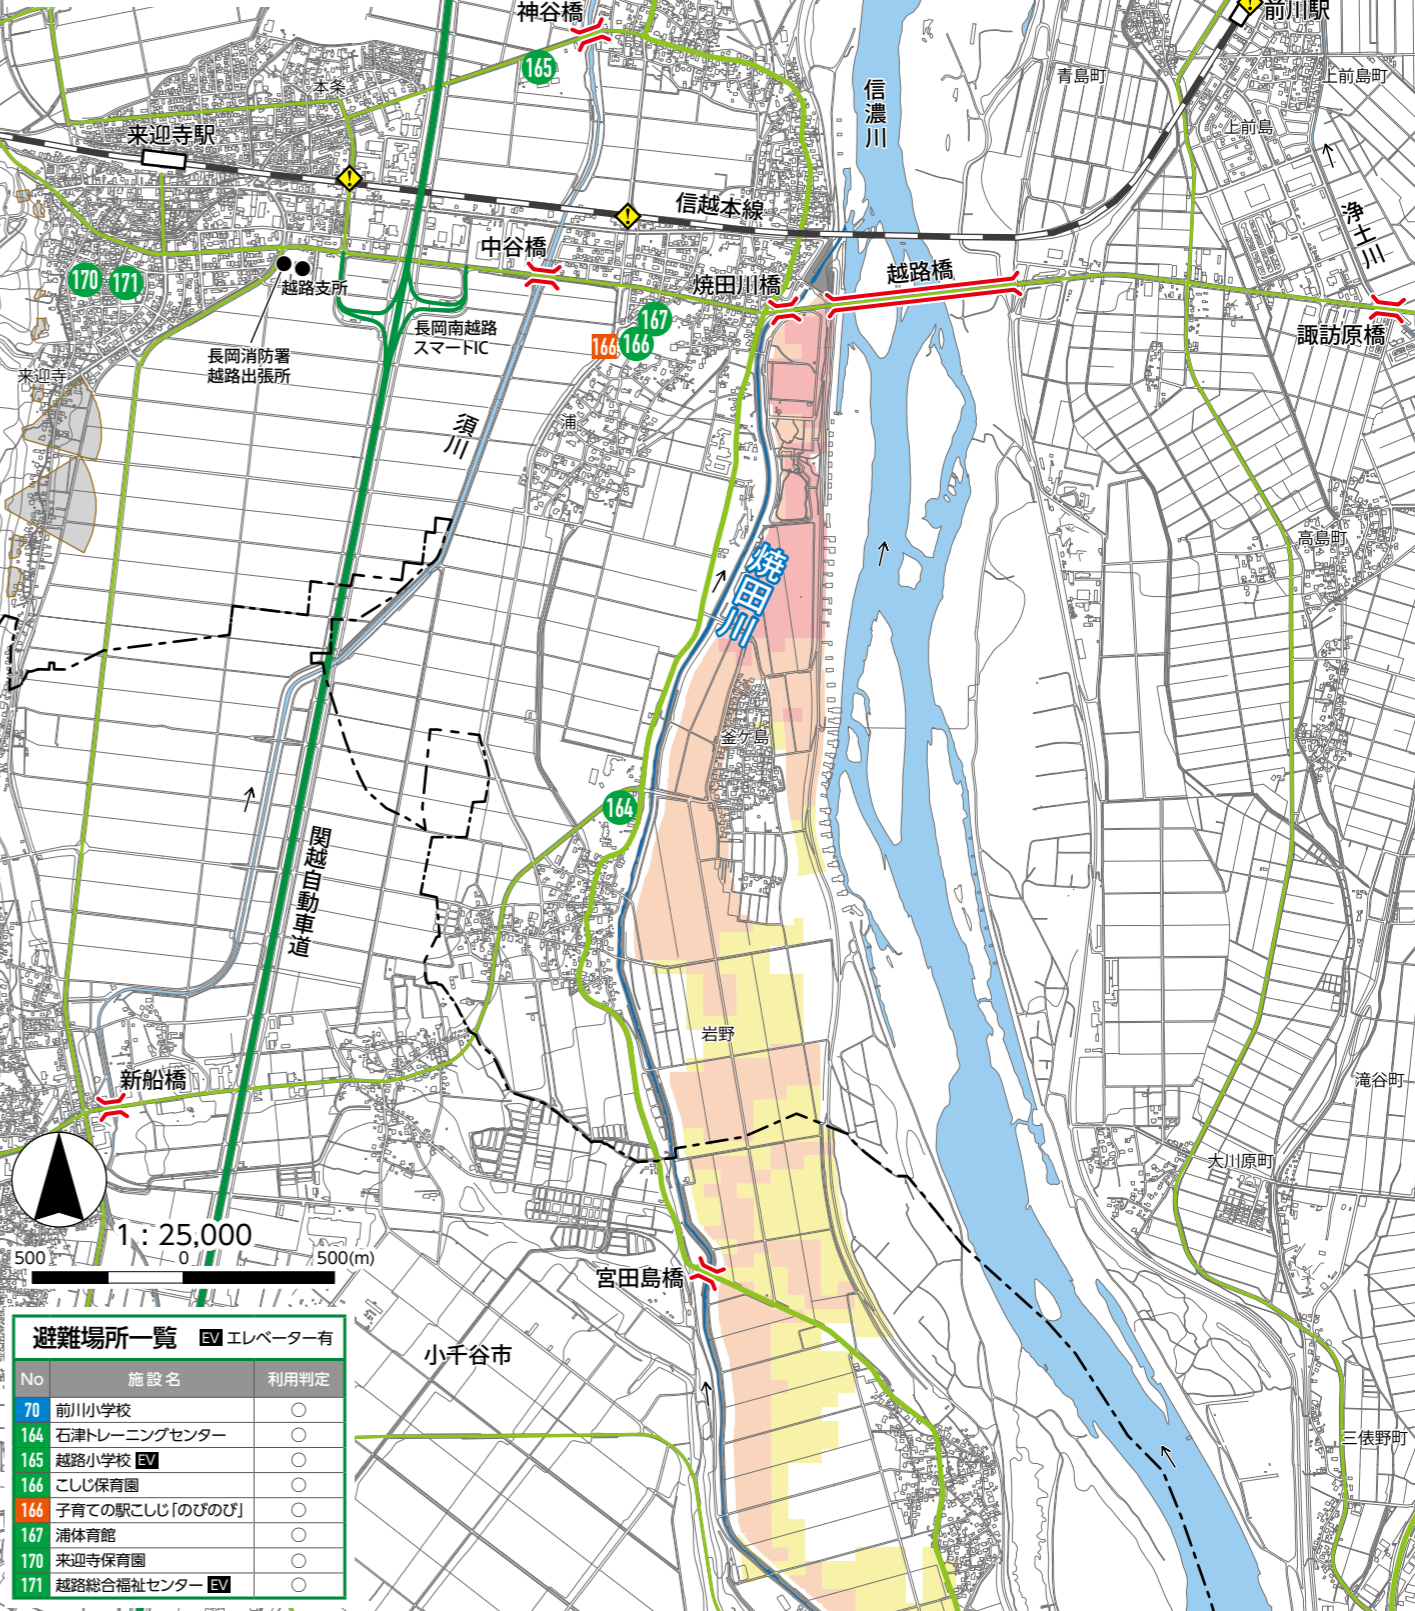 神谷橋
前川駅
165
本条
青島町
上前島町
信濃川
上前島
来迎寺駅
信越本線
浄土川
中谷橋
越路橋
170
171
越路支所
焼田川橋
167
166
166
長岡南越路
スマートIC
諏訪原橋
長岡消防署
越路出張所
来迎寺
須川
浦
高島町
焼田川
釜ケ島
164
関越自動車道
岩野
新船橋
滝谷町
大川原町
1：25,000
500 0 500(m)
宮田島橋
小千谷市
三俵野町
避難場所一覧 EV エレベーター有
No 施設名 利用判定
70 前川小学校 ○
164 石津トレーニングセンター ○
165 越路小学校 EV ○
166 こしじ保育園 ○
166 子育ての駅こしじ「のびのび」 ○
167 浦体育館 ○
170 来迎寺保育園 ○
171 越路総合福祉センター EV ○